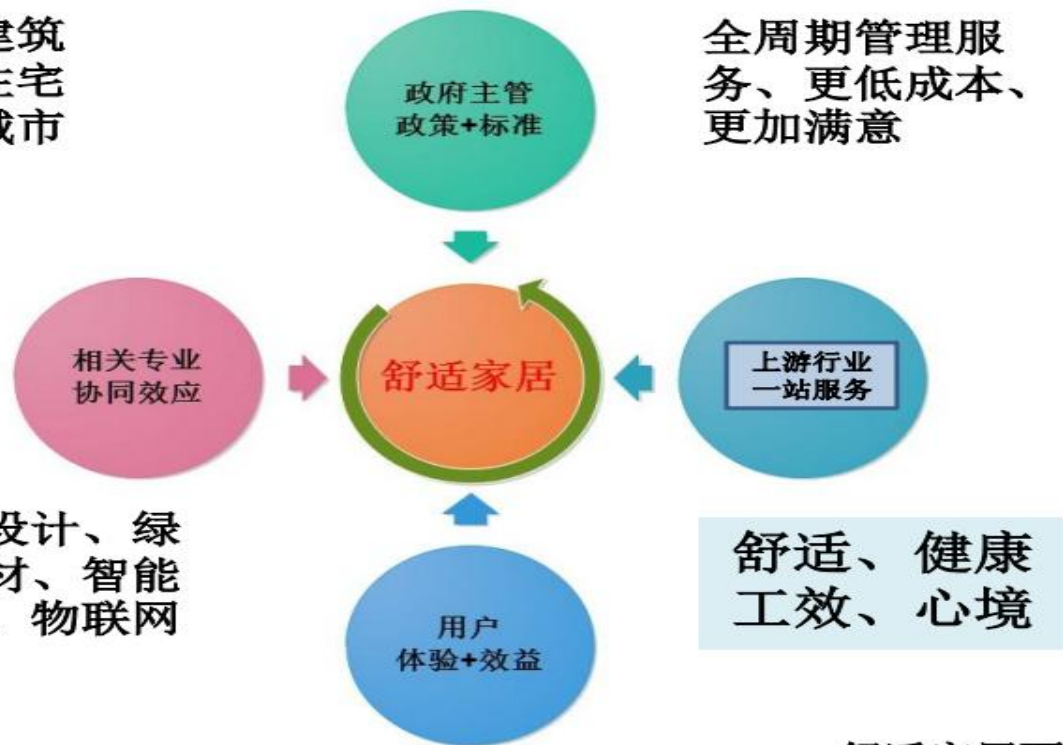 建筑
住宅
城市
政府主管
政策+标准
全周期管理服
务、更低成本、
更加满意
相关专业
协同效应
舒适家居
上游行业
一站服务
设计、绿
材、智能
、物联网
用户
体验+效益
舒适、健康
工效、心境